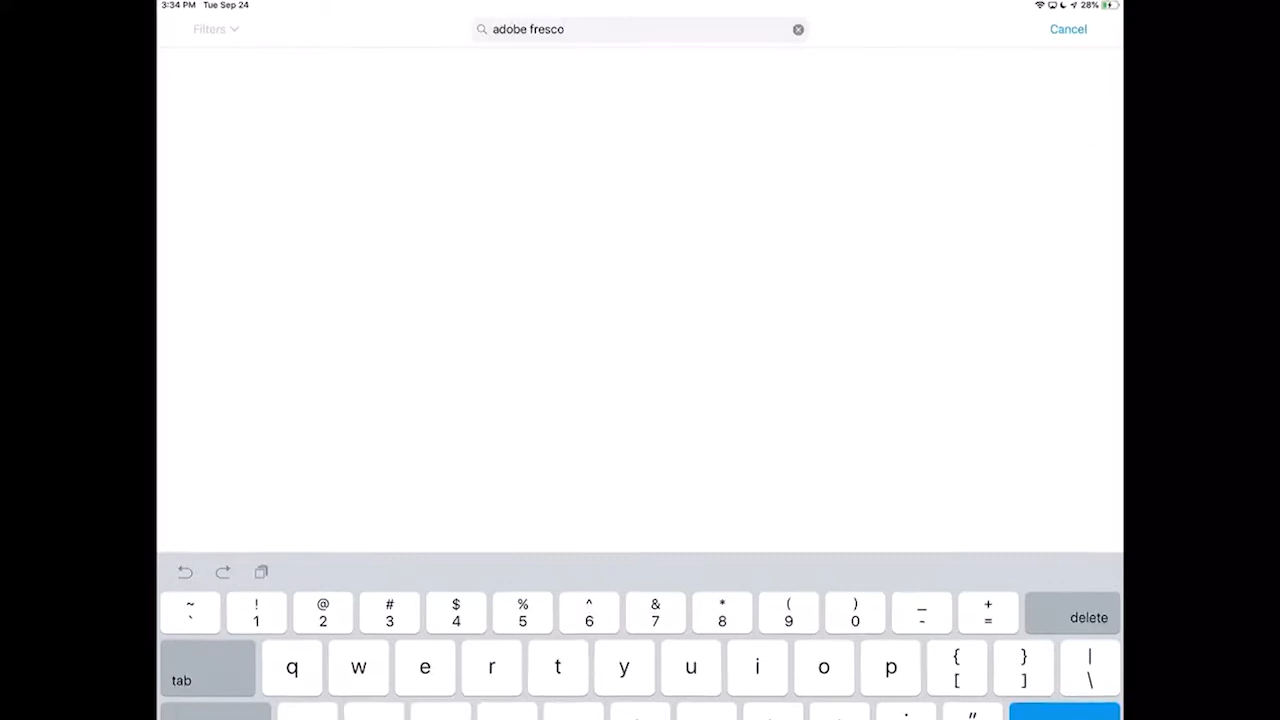 3:34 PM Tue Sep 24 28%
Filters adobe fresco Cancel
~ ! @ # $ % ^ & * ( ) _ +
` 1 2 3 4 5 6 7 8 9 0 - = delete
tab q w e r t y u i o p { [ } ] | \
: "